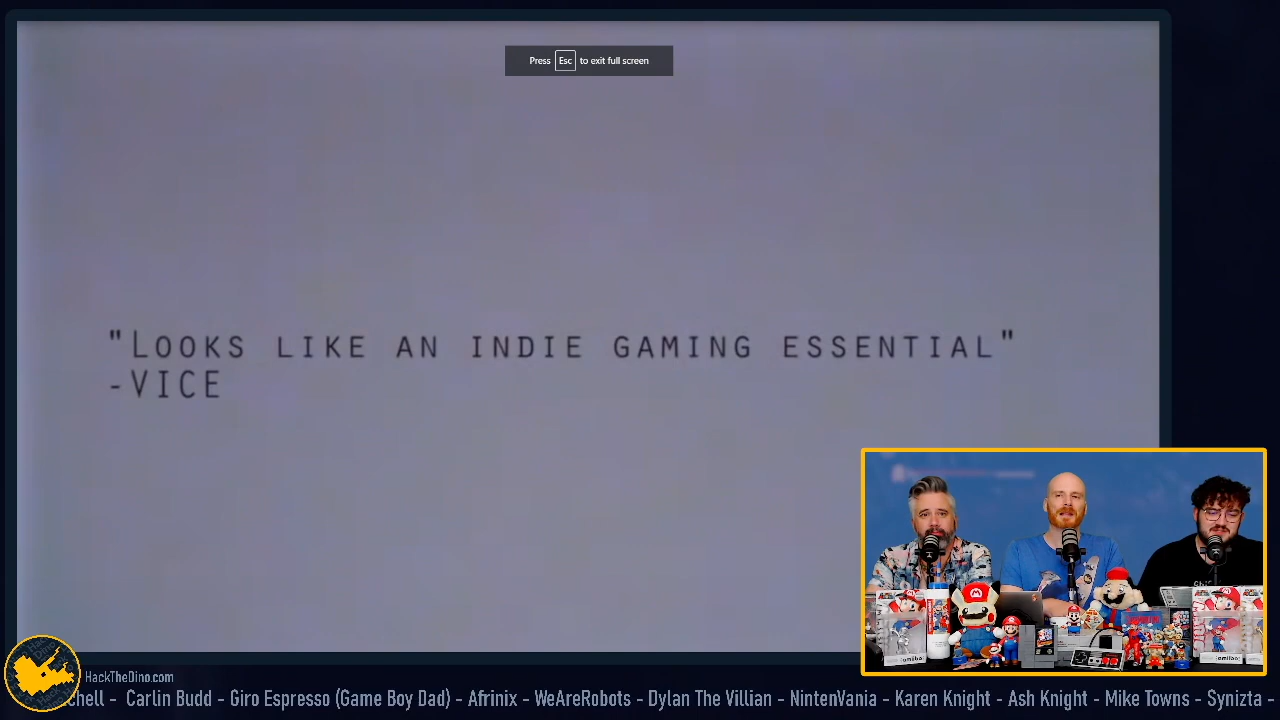 Press Esc to exit full screen
"LOOKS LIKE AN INDIE GAMING ESSENTIAL"
-VICE
HackTheDino.com
Carlin Budd - Giro Espresso (Game Boy Dad) - Afrinix - WeAreRobots - Dylan The Villian - NintenVania - Karen Knight - Ash Knight - Mike Towns - Synizta -
amiibo